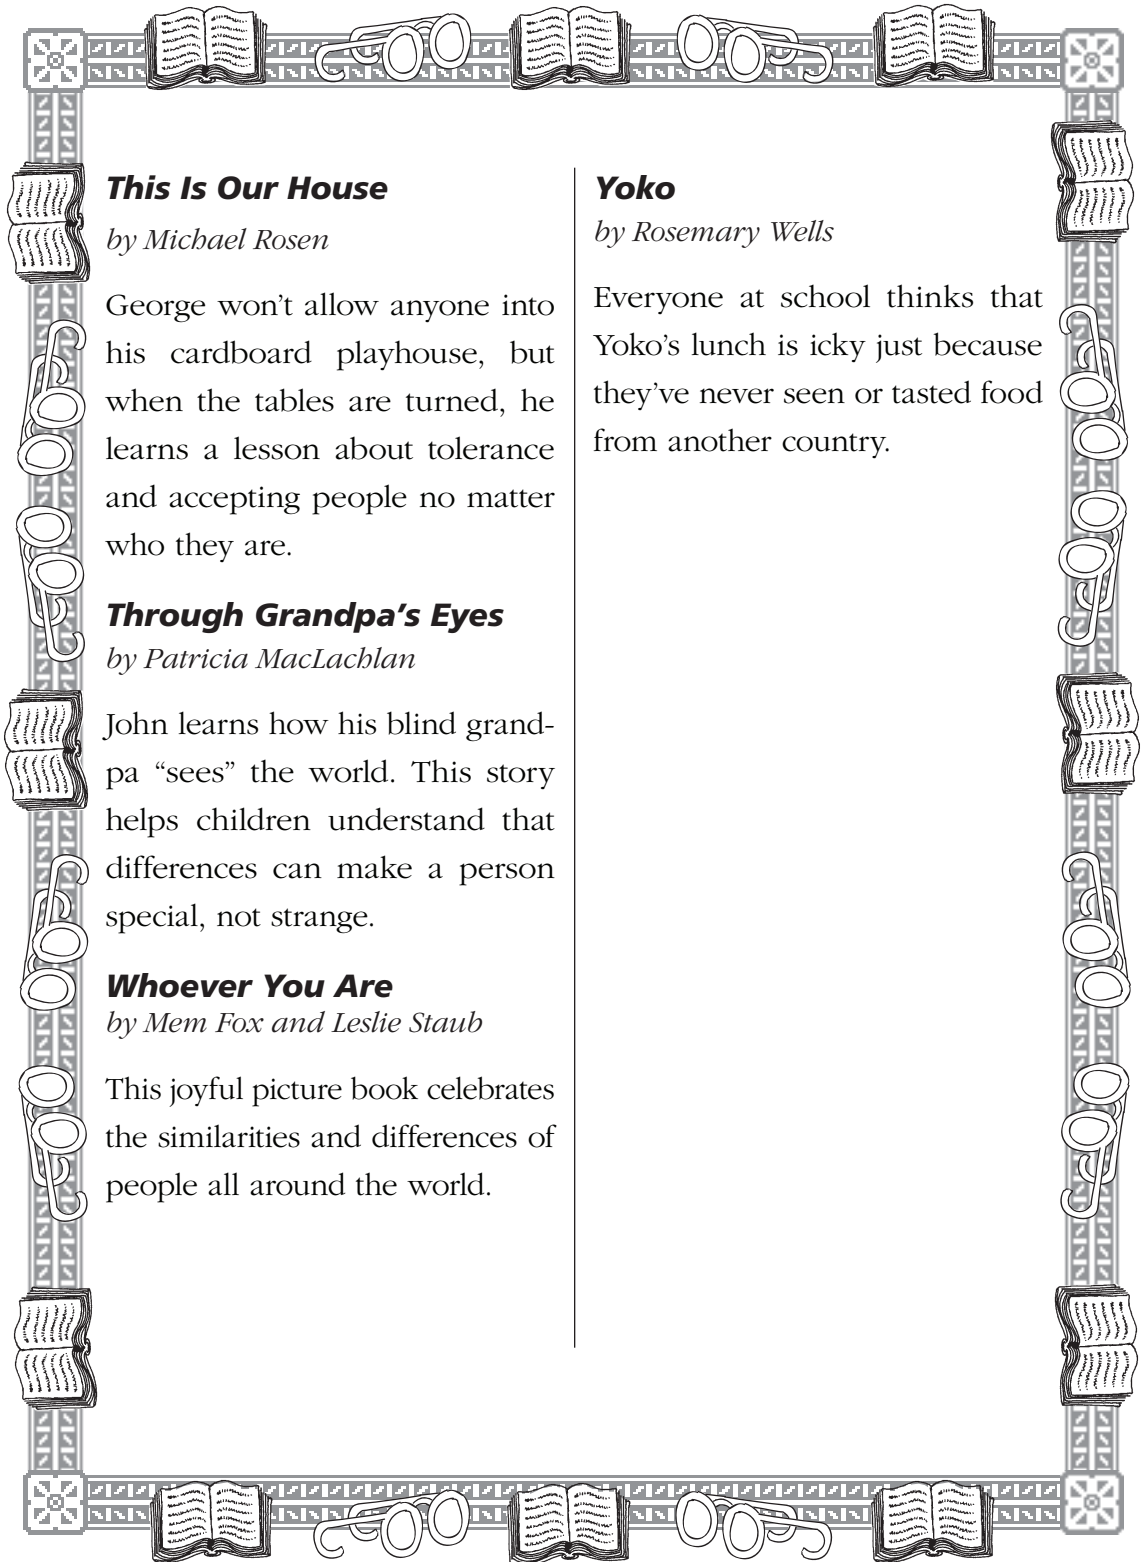 This Is Our House
by Michael Rosen
George won’t allow anyone into
his cardboard playhouse, but
when the tables are turned, he
learns a lesson about tolerance
and accepting people no matter
who they are.
Through Grandpa’s Eyes
by Patricia MacLachlan
John learns how his blind grand-
pa “sees” the world. This story
helps children understand that
differences can make a person
special, not strange.
Whoever You Are
by Mem Fox and Leslie Staub
This joyful picture book celebrates
the similarities and differences of
people all around the world.
Yoko
by Rosemary Wells
Everyone at school thinks that
Yoko’s lunch is icky just because
they’ve never seen or tasted food
from another country.